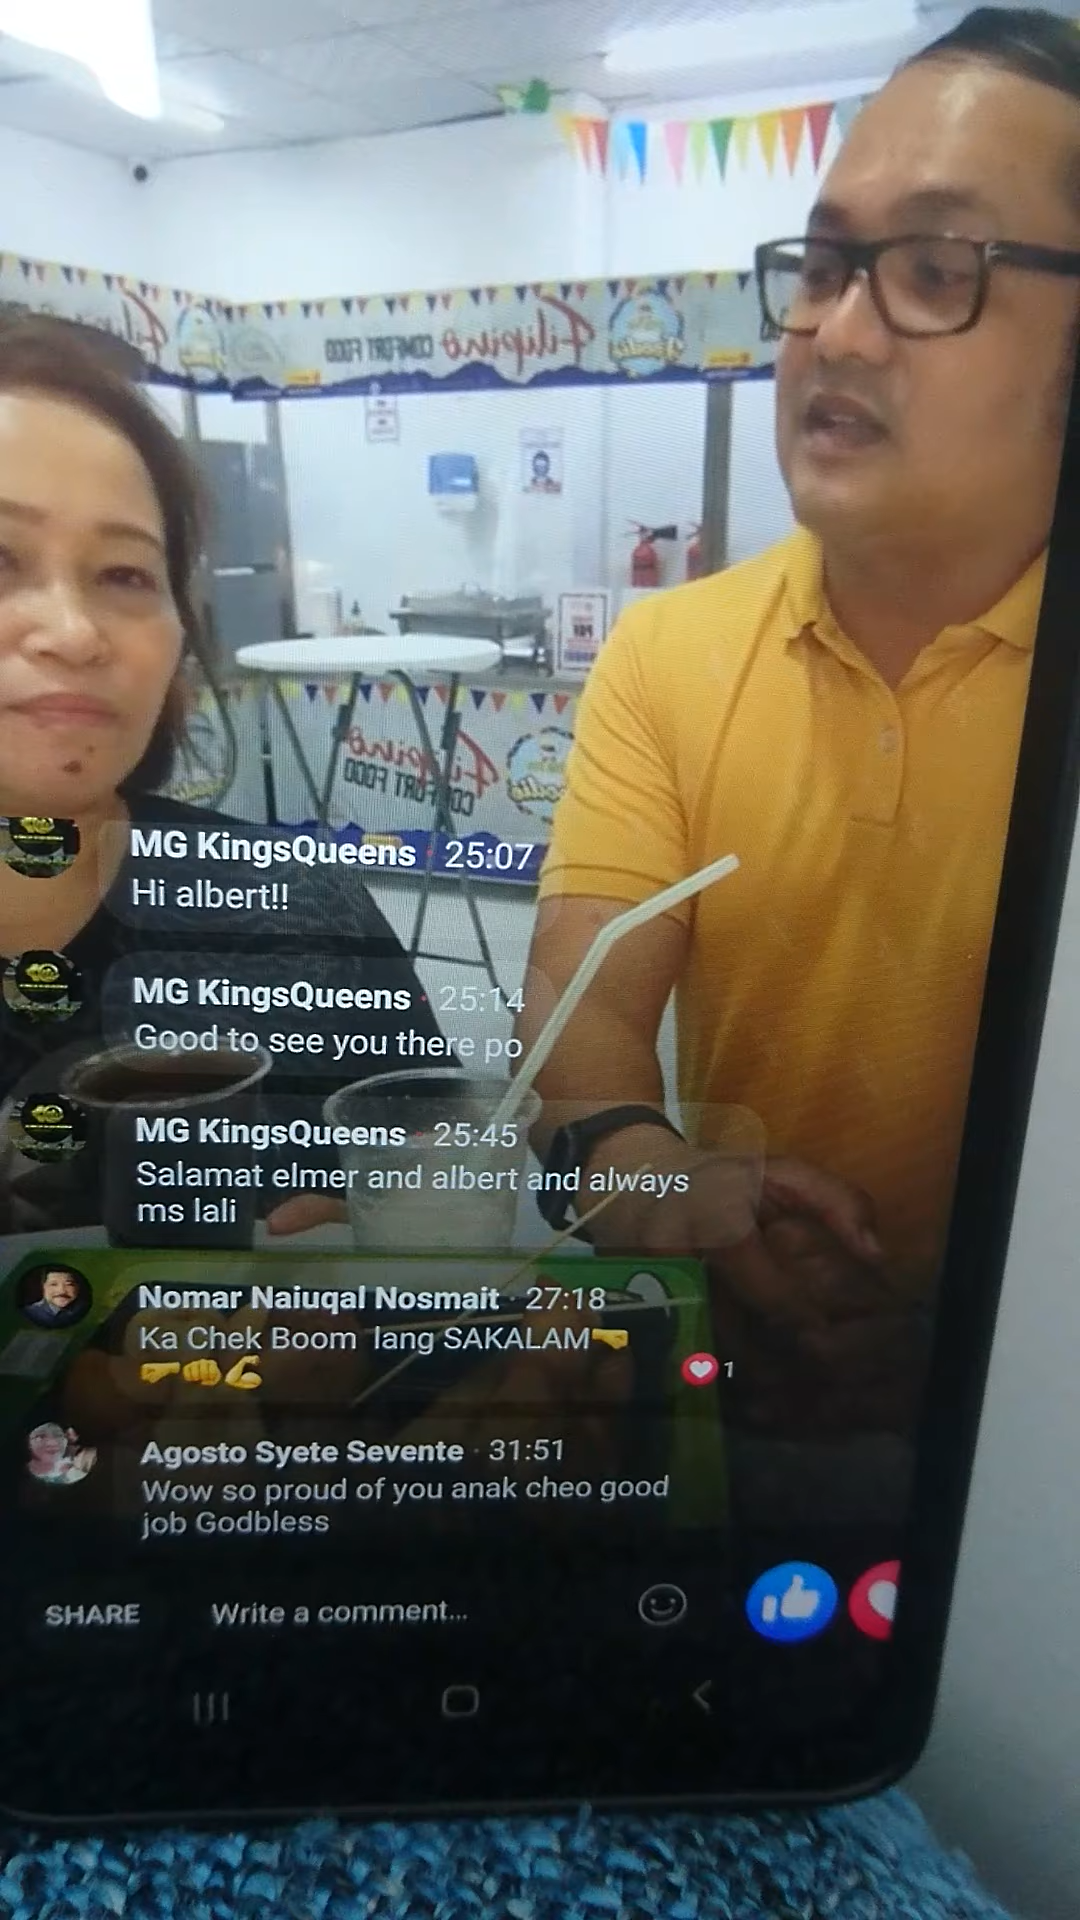 Filipino
COMFORT FOOD
Filipino
COMFORT FOOD
MG KingsQueens · 25:07
Hi albert!!
MG KingsQueens · 25:14
Good to see you there po
MG KingsQueens · 25:45
Salamat elmer and albert and always
ms lali
Nomar Naiuqal Nosmait · 27:18
Ka Chek Boom lang SAKALAM🤜
🤛👊💪
1
Agosto Syete Sevente · 31:51
Wow so proud of you anak cheo good
job Godbless
SHARE
Write a comment...